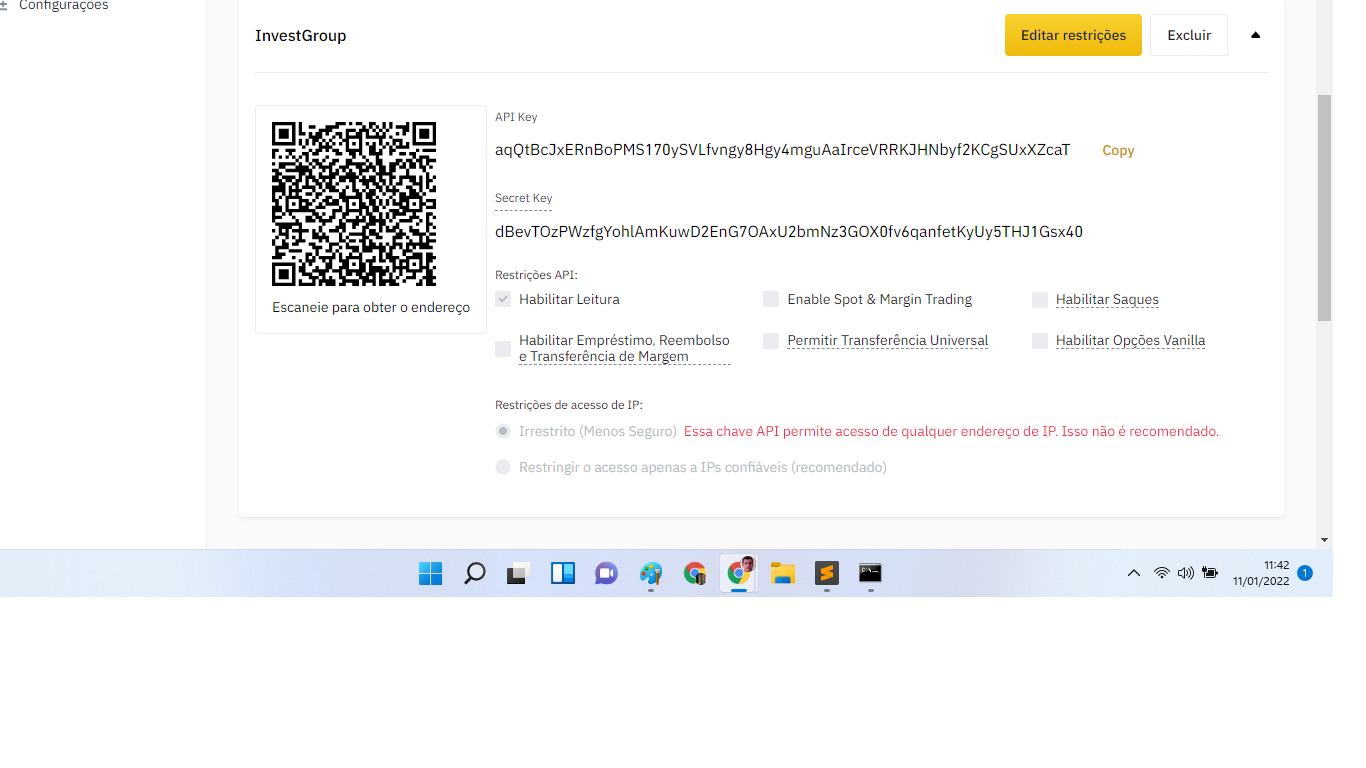 Configurações
InvestGroup
Editar restrições
Excluir
API Key
aqQtBcJxERnBoPMS170ySVLfvngy8Hgy4mguAaIrceVRRKJHNbyf2KCgSUxXZcaT
Copy
Secret Key
dBevTOzPWzfgYohlAmKuwD2EnG7OAxU2bmNz3GOX0fv6qanfetKyUy5THJ1Gsx40
Escaneie para obter o endereço
Restrições API:
Habilitar Leitura
Enable Spot & Margin Trading
Habilitar Saques
Habilitar Empréstimo, Reembolso
e Transferência de Margem
Permitir Transferência Universal
Habilitar Opções Vanilla
Restrições de acesso de IP:
Irrestrito (Menos Seguro) Essa chave API permite acesso de qualquer endereço de IP. Isso não é recomendado.
Restringir o acesso apenas a IPs confiáveis (recomendado)
11:42
11/01/2022
1